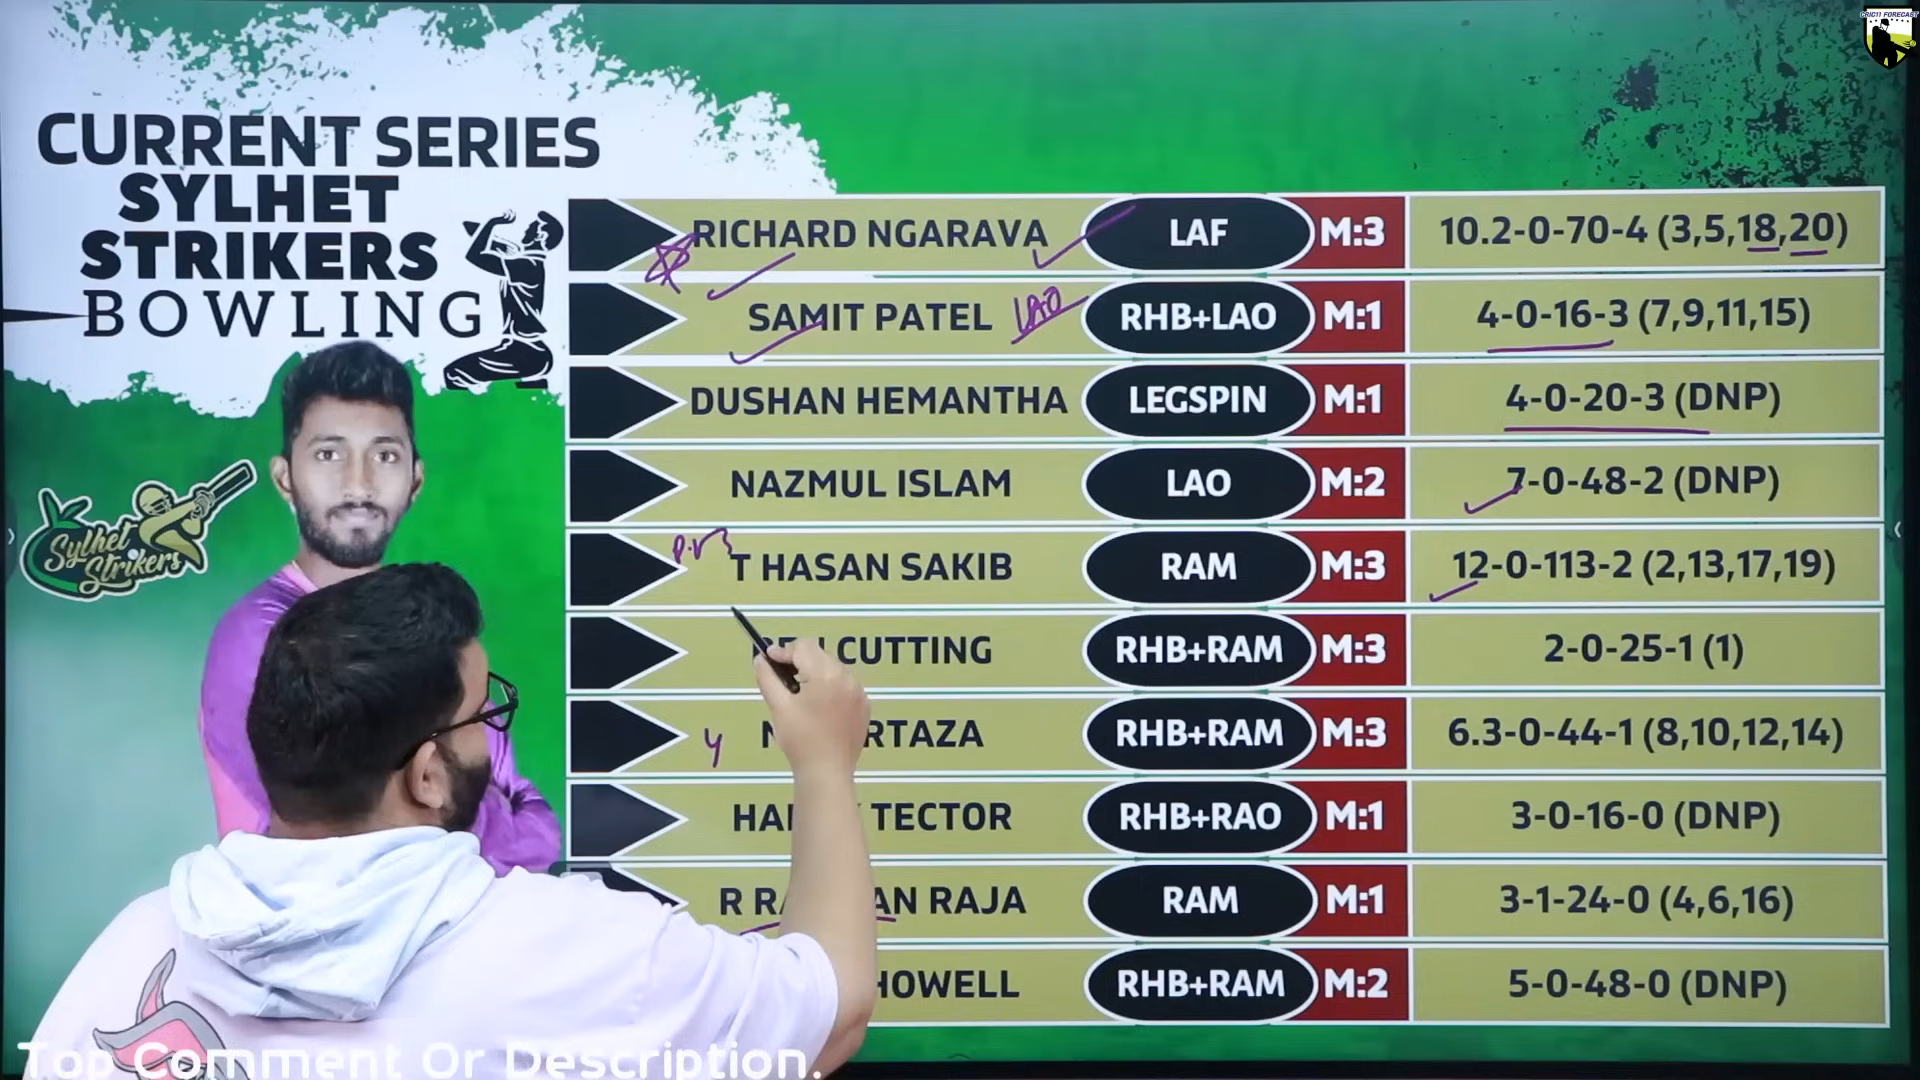 CRIC11 FORECAST
CURRENT SERIES
SYLHET
STRIKERS
BOWLING
Sylhet
Strikers
RICHARD NGARAVA LAF M:3 10.2-0-70-4 (3,5,18,20)
SAMIT PATEL LAO RHB+LAO M:1 4-0-16-3 (7,9,11,15)
DUSHAN HEMANTHA LEGSPIN M:1 4-0-20-3 (DNP)
NAZMUL ISLAM LAO M:2 7-0-48-2 (DNP)
T HASAN SAKIB RAM M:3 12-0-113-2 (2,13,17,19)
CUTTING RHB+RAM M:3 2-0-25-1 (1)
RTAZA RHB+RAM M:3 6.3-0-44-1 (8,10,12,14)
TECTOR RHB+RAO M:1 3-0-16-0 (DNP)
R RA AN RAJA RAM M:1 3-1-24-0 (4,6,16)
HOWELL RHB+RAM M:2 5-0-48-0 (DNP)
Top Comment Or Description.